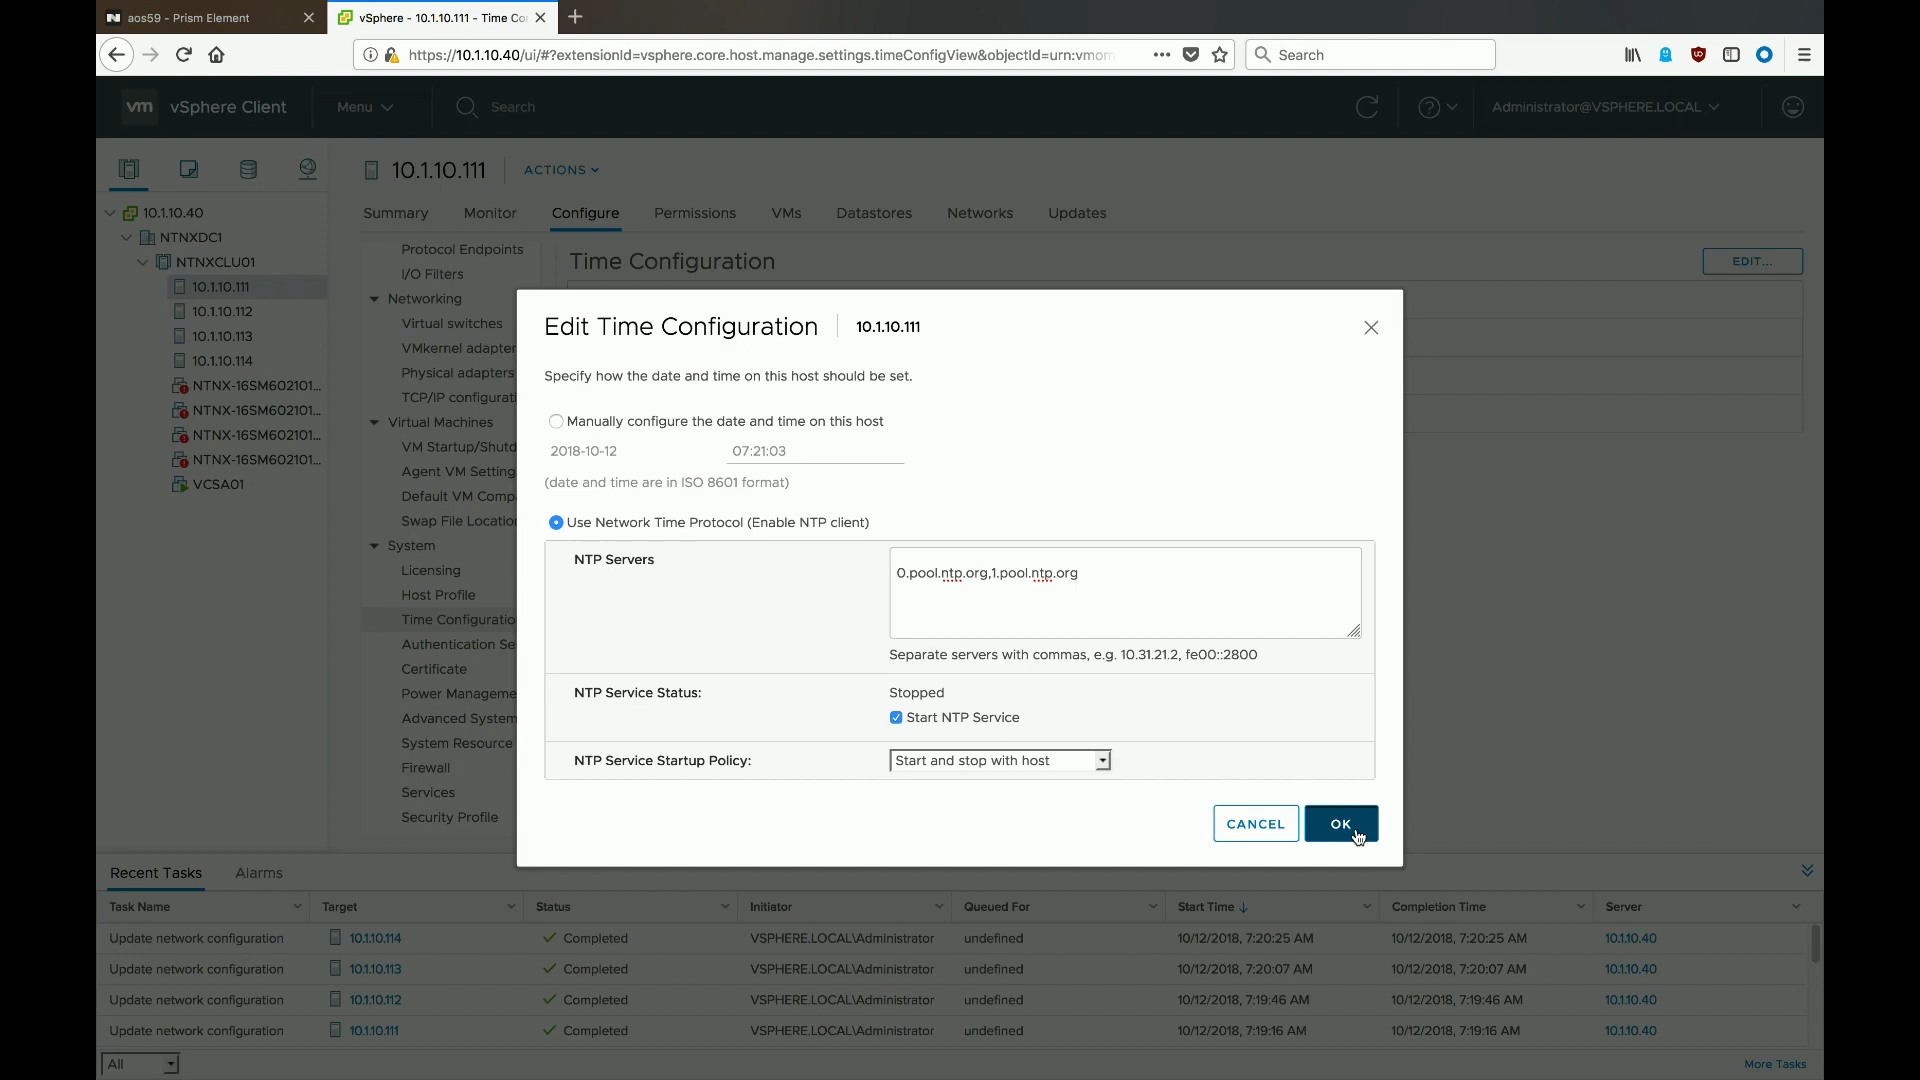 aos59 - Prism Element
vSphere - 10.1.10.111 - Time Co
https://10.1.10.40/ui/#?extensionId=vsphere.core.host.manage.settings.timeConfigView&objectId=urn:vmom
Search
vm vSphere Client Menu Search Administrator@VSPHERE.LOCAL
10.1.10.111 ACTIONS
Summary Monitor Configure Permissions VMs Datastores Networks Updates
10.1.10.40
NTNXDC1
NTNXCLU01
10.1.10.111
10.1.10.112
10.1.10.113
10.1.10.114
NTNX-16SM602101...
NTNX-16SM602101...
NTNX-16SM602101...
NTNX-16SM602101...
VCSA01
Protocol Endpoints
I/O Filters
Networking
Virtual switches
VMkernel adapter
Physical adapters
TCP/IP configurati
Virtual Machines
VM Startup/Shutd
Agent VM Setting
Default VM Comp
Swap File Locatio
System
Licensing
Host Profile
Time Configuratio
Authentication Se
Certificate
Power Manageme
Advanced System
System Resource
Firewall
Services
Security Profile
Time Configuration
EDIT...
Edit Time Configuration 10.1.10.111
Specify how the date and time on this host should be set.
Manually configure the date and time on this host
2018-10-12 07:21:03
(date and time are in ISO 8601 format)
Use Network Time Protocol (Enable NTP client)
NTP Servers
0.pool.ntp.org,1.pool.ntp.org
Separate servers with commas, e.g. 10.31.21.2, fe00::2800
NTP Service Status: Stopped
Start NTP Service
NTP Service Startup Policy: Start and stop with host
CANCEL OK
Recent Tasks Alarms
Task Name Target Status Initiator Queued For Start Time Completion Time Server
Update network configuration 10.1.10.114 Completed VSPHERE.LOCAL\Administrator undefined 10/12/2018, 7:20:25 AM 10/12/2018, 7:20:25 AM 10.1.10.40
Update network configuration 10.1.10.113 Completed VSPHERE.LOCAL\Administrator undefined 10/12/2018, 7:20:07 AM 10/12/2018, 7:20:07 AM 10.1.10.40
Update network configuration 10.1.10.112 Completed VSPHERE.LOCAL\Administrator undefined 10/12/2018, 7:19:46 AM 10/12/2018, 7:19:46 AM 10.1.10.40
Update network configuration 10.1.10.111 Completed VSPHERE.LOCAL\Administrator undefined 10/12/2018, 7:19:16 AM 10/12/2018, 7:19:16 AM 10.1.10.40
All
More Tasks